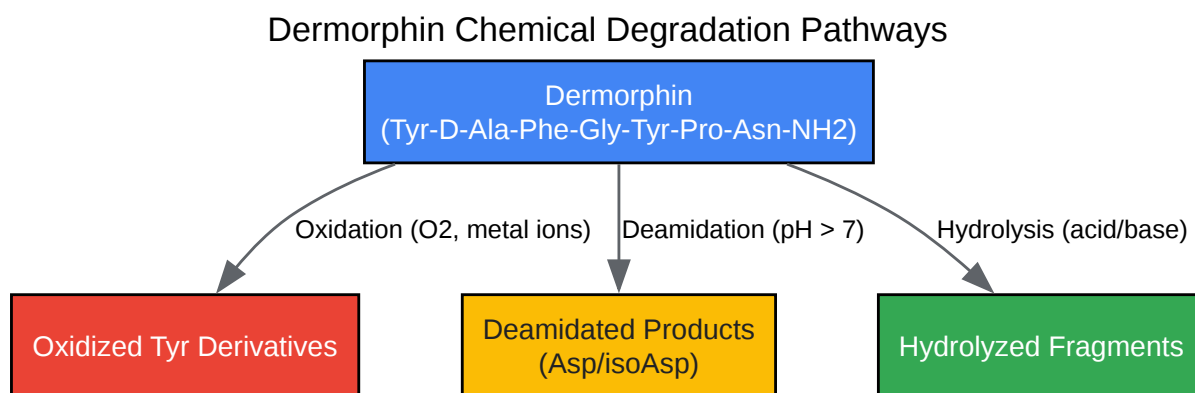 Dermorphin Chemical Degradation Pathways
Dermorphin
(Tyr-D-Ala-Phe-Gly-Tyr-Pro-Asn-NH2)
Oxidation (O2, metal ions)
Deamidation (pH > 7)
Hydrolysis (acid/base)
Oxidized Tyr Derivatives
Deamidated Products
(Asp/isoAsp)
Hydrolyzed Fragments